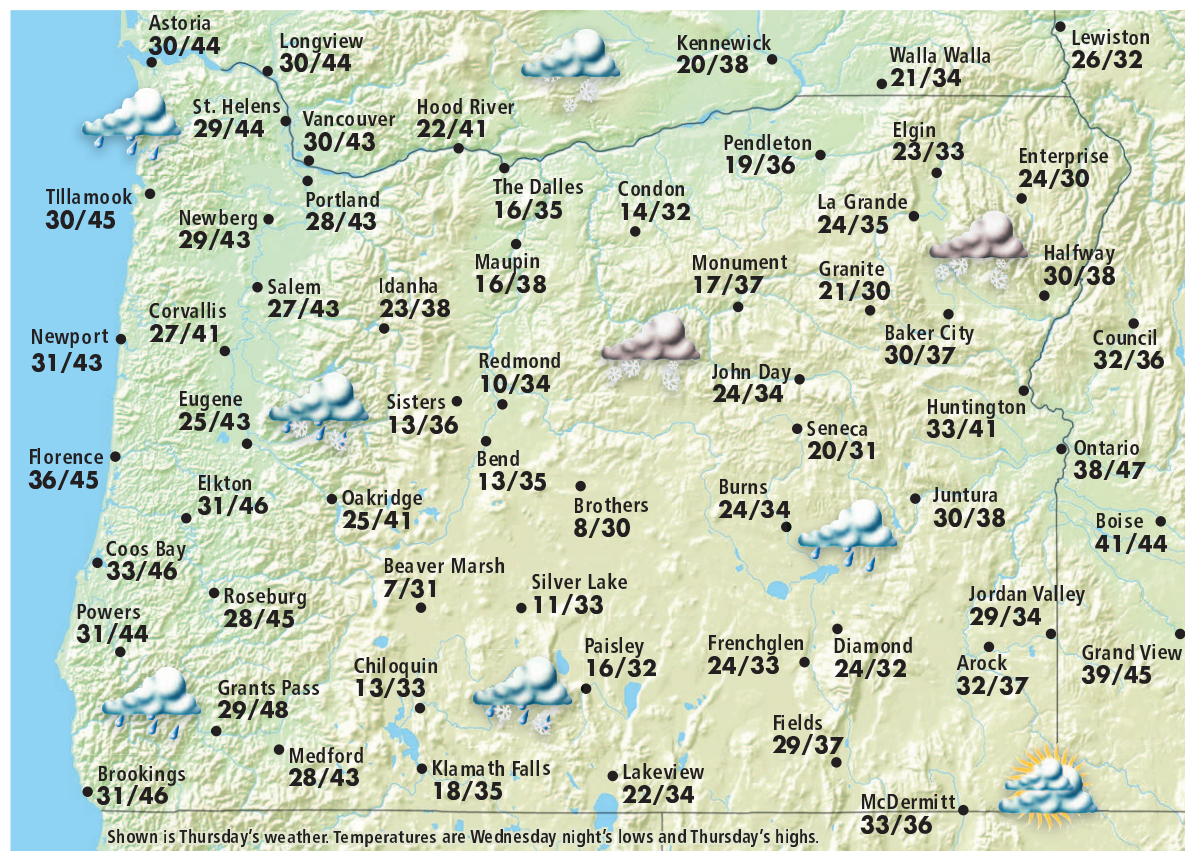 Astoria
30/44
Longview
30/44
Kennewick
20/38
Walla Walla
21/34
Lewiston
26/32
St. Helens
29/44
Vancouver
30/43
Hood River
22/41
Pendleton
19/36
Elgin
23/33
Enterprise
24/30
TIllamook
30/45
Newberg
29/43
Portland
28/43
The Dalles
16/35
Condon
14/32
La Grande
24/35
Maupin
16/38
Monument
17/37
Granite
21/30
Halfway
30/38
Salem
27/43
Idanha
23/38
Corvallis
27/41
Newport
31/43
Baker City
30/37
Council
32/36
Redmond
10/34
John Day
24/34
Eugene
25/43
Sisters
13/36
Huntington
33/41
Seneca
20/31
Ontario
38/47
Florence
36/45
Bend
13/35
Elkton
31/46
Oakridge
25/41
Brothers
8/30
Burns
24/34
Juntura
30/38
Boise
41/44
Coos Bay
33/46
Beaver Marsh
7/31
Silver Lake
11/33
Roseburg
28/45
Jordan Valley
29/34
Powers
31/44
Paisley
16/32
Frenchglen
24/33
Diamond
24/32
Arock
32/37
Grand View
39/45
Chiloquin
13/33
Grants Pass
29/48
Fields
29/37
Medford
28/43
Klamath Falls
18/35
Lakeview
22/34
Brookings
31/46
McDermitt
33/36
Shown is Thursday's weather. Temperatures are Wednesday night's lows and Thursday's highs.